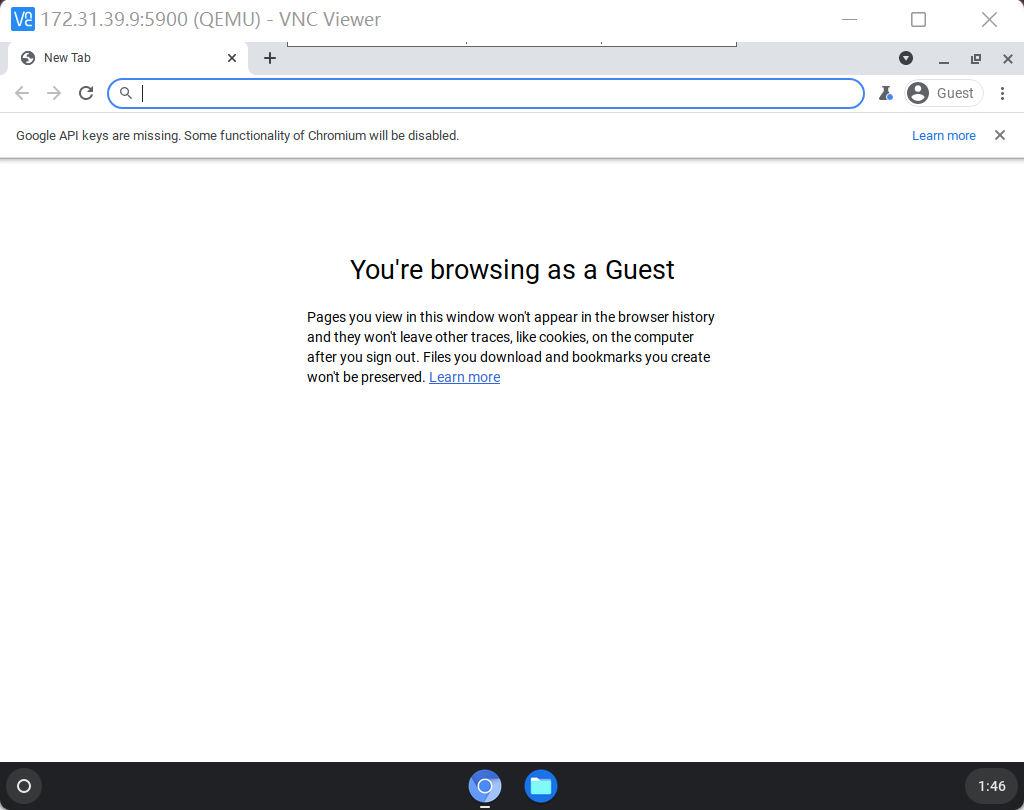 V2 172.31.39.9:5900 (QEMU) - VNC Viewer
New Tab
Guest
Google API keys are missing. Some functionality of Chromium will be disabled. Learn more
You're browsing as a Guest
Pages you view in this window won't appear in the browser history
and they won't leave other traces, like cookies, on the computer
after you sign out. Files you download and bookmarks you create
won't be preserved. Learn more
1:46